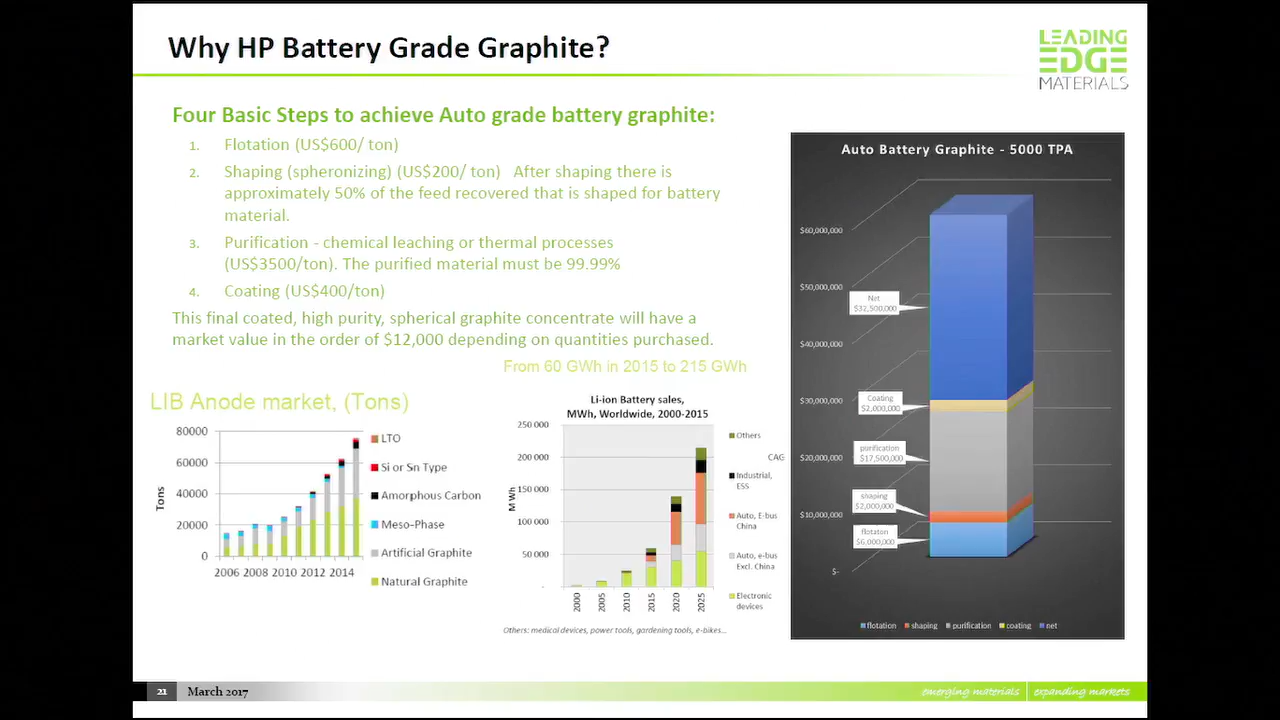 Why HP Battery Grade Graphite?
LEADING
EDGE
MATERIALS
Four Basic Steps to achieve Auto grade battery graphite:
1. Flotation (US$600/ ton)
2. Shaping (spheronizing) (US$200/ ton) After shaping there is
approximately 50% of the feed recovered that is shaped for battery
material.
3. Purification - chemical leaching or thermal processes
(US$3500/ton). The purified material must be 99.99%
4. Coating (US$400/ton)
This final coated, high purity, spherical graphite concentrate will have a
market value in the order of $12,000 depending on quantities purchased.
From 60 GWh in 2015 to 215 GWh
LIB Anode market, (Tons)
80000
60000
40000
20000
0
Tons
2006 2008 2010 2012 2014
LTO
Si or Sn Type
Amorphous Carbon
Meso-Phase
Artificial Graphite
Natural Graphite
Li-ion Battery sales,
MWh, Worldwide, 2000-2015
250 000
200 000
150 000
100 000
50 000
-
MWh
2000
2005
2010
2015
2020
2025
Others
CAG
Industrial,
ESS
Auto, E-bus
China
Auto, e-bus
Excl. China
Electronic
devices
Others: medical devices, power tools, gardening tools, e-bikes...
Auto Battery Graphite - 5000 TPA
$60,000,000
$50,000,000
$40,000,000
$30,000,000
$20,000,000
$10,000,000
$-
Net
$32,500,000
Coating
$2,000,000
purification
$17,500,000
shaping
$2,000,000
flotaton
$6,000,000
flotation shaping purification coating net
21 March 2017
emerging materials expanding markets